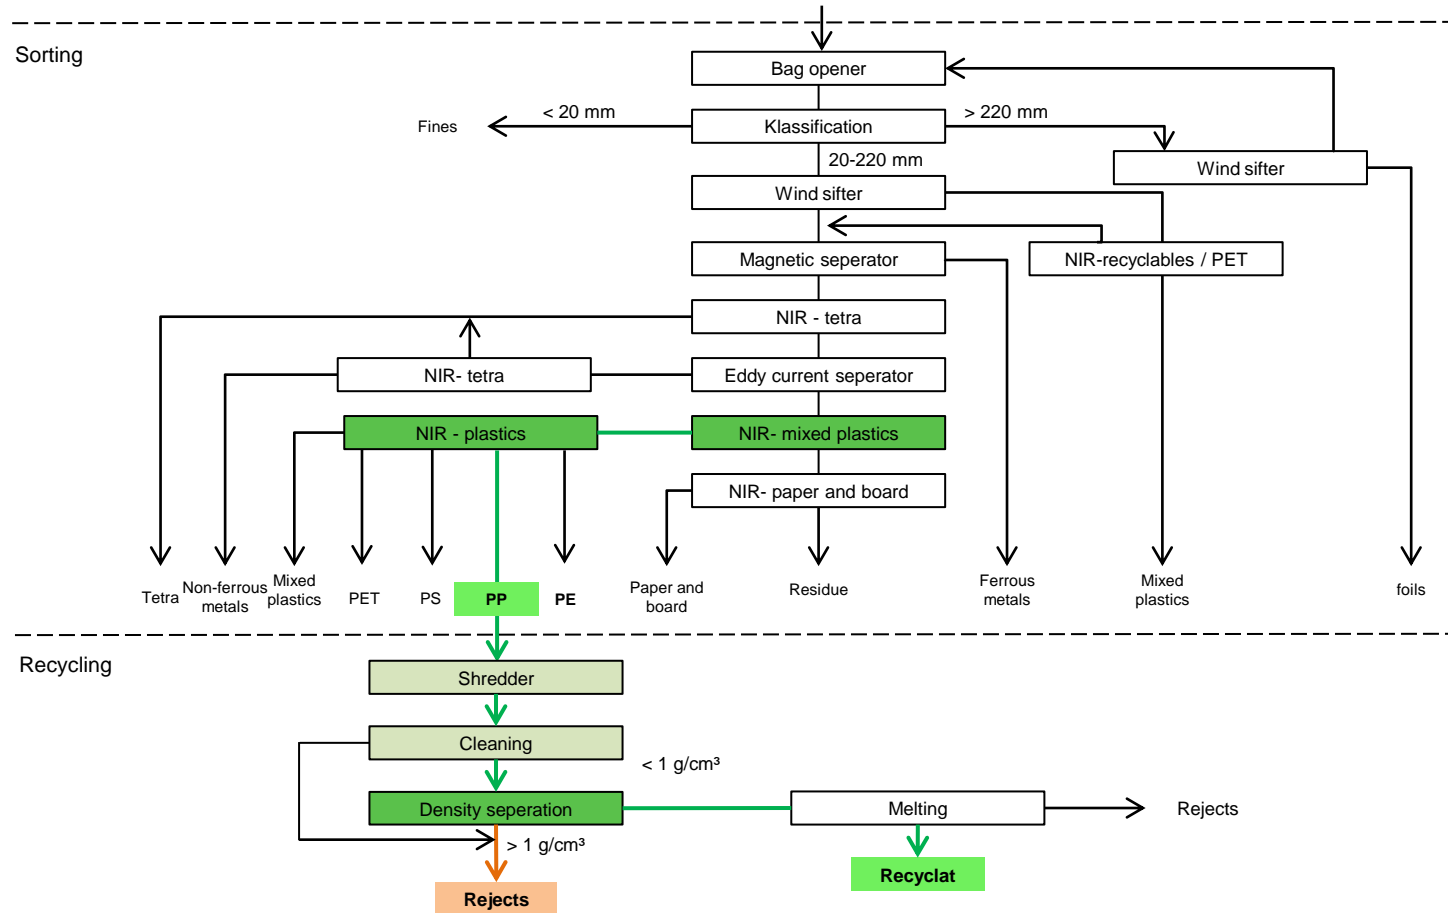 Sorting
Bag opener
Fines
< 20 mm
Klassification
> 220 mm
20-220 mm
Wind sifter
Wind sifter
Magnetic seperator
NIR-recyclables / PET
NIR - tetra
NIR- tetra
Eddy current seperator
NIR - plastics
NIR- mixed plastics
NIR- paper and board
Tetra
Non-ferrous
metals
Mixed
plastics
PET
PS
PP
PE
Paper and
board
Residue
Ferrous
metals
Mixed
plastics
foils
Recycling
Shredder
Cleaning
< 1 g/cm³
Density seperation
Melting
Rejects
> 1 g/cm³
Recyclat
Rejects